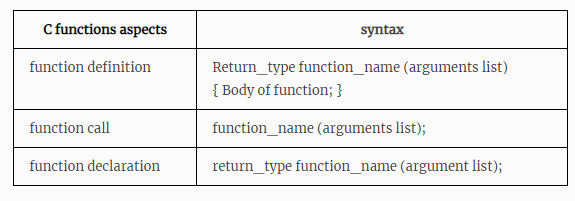 C functions aspects syntax
function definition Return_type function_name (arguments list)
{ Body of function; }
function call function_name (arguments list);
function declaration return_type function_name (argument list);